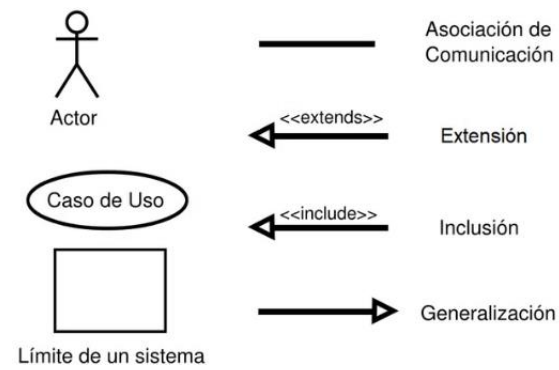 Asociación de
Comunicación
Actor
<<extends>>
Extensión
Caso de Uso
<<include>>
Inclusión
Generalización
Límite de un sistema